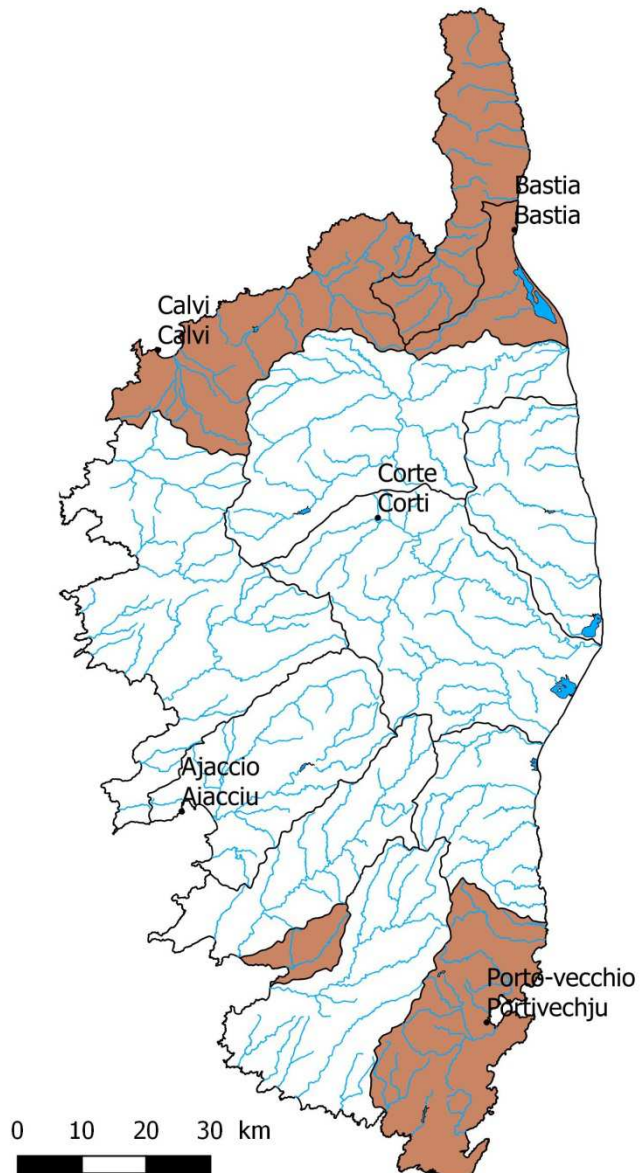 Bastia
Bastia
Calvi
Calvi
Corte
Corti
Ajaccio
Aiacciu
Porto-vecchio
Portivechju
0 10 20 30 km